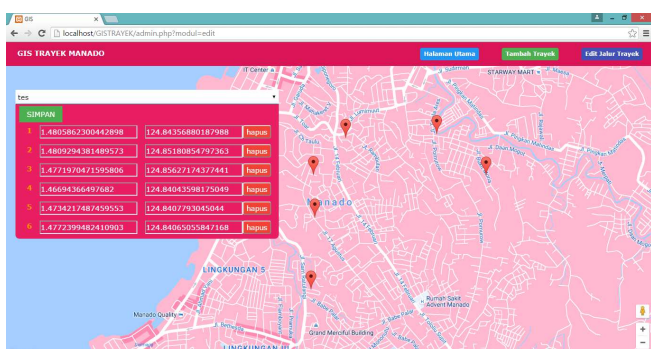 GIS
localhost/GISTRAYEK/admin.php?modul=edit
GIS TRAYEK MANADO
Halaman Utama
Tambah Trayek
Edit Jalur Trayek
IT Center
STARWAY MART
tes
SIMPAN
1 1.4805862300442898 124.84356880187988 hapus
2 1.4809294381489573 124.85180854797363 hapus
3 1.4771970471595806 124.85627174377441 hapus
4 1.46694366497682 124.84043598175049 hapus
5 1.4734217487459553 124.8407793045044 hapus
6 1.4772399482410903 124.84065055847168 hapus
LINGKUNGAN 5
Manado Quality
Rumah Sakit
Advent Manado
Grand Merciful Building
LINGKUNGAN III